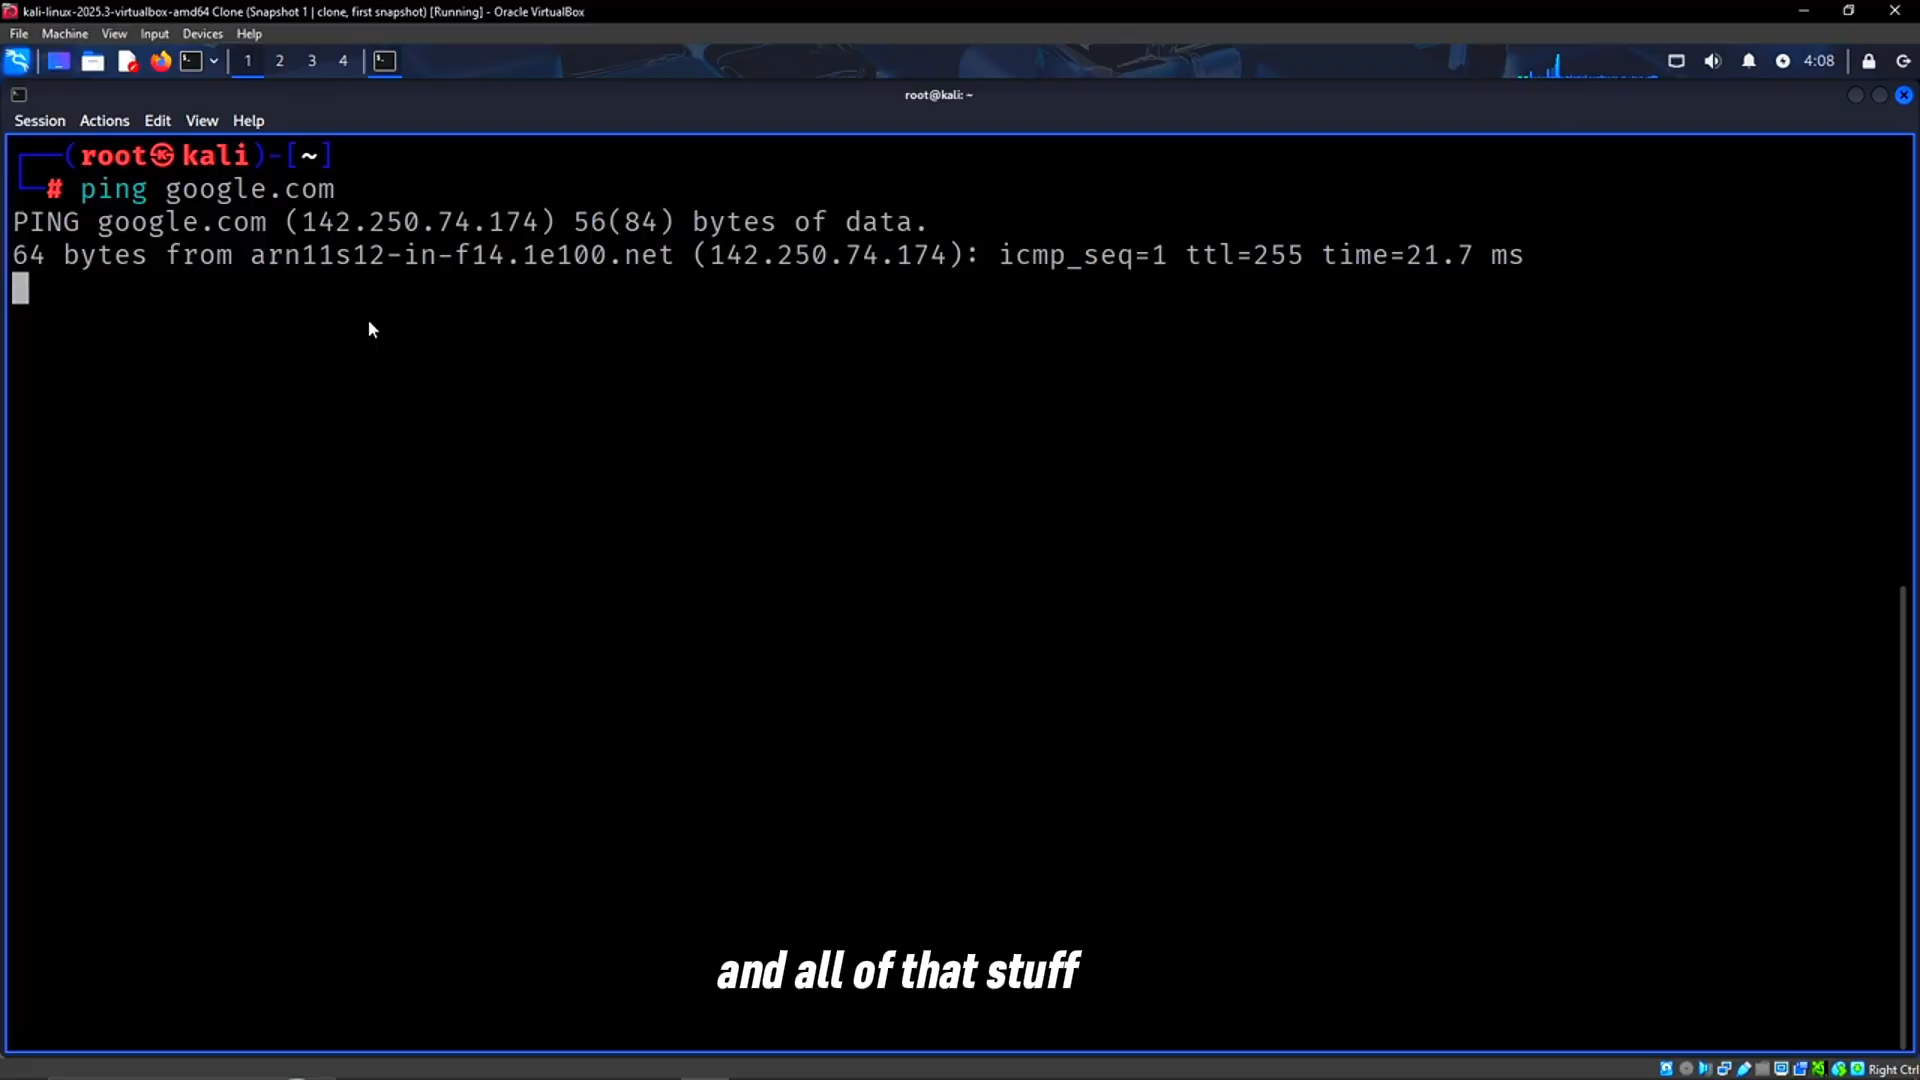 kali-linux-2025.3-virtualbox-amd64 Clone (Snapshot 1 | clone, first snapshot) [Running] - Oracle VirtualBox
File Machine View Input Devices Help
1 2 3 4 4:08
root@kali: ~
Session Actions Edit View Help
(root㉿kali)-[~]
# ping google.com
PING google.com (142.250.74.174) 56(84) bytes of data.
64 bytes from arn11s12-in-f14.1e100.net (142.250.74.174): icmp_seq=1 ttl=255 time=21.7 ms
and all of that stuff
Right Ctrl